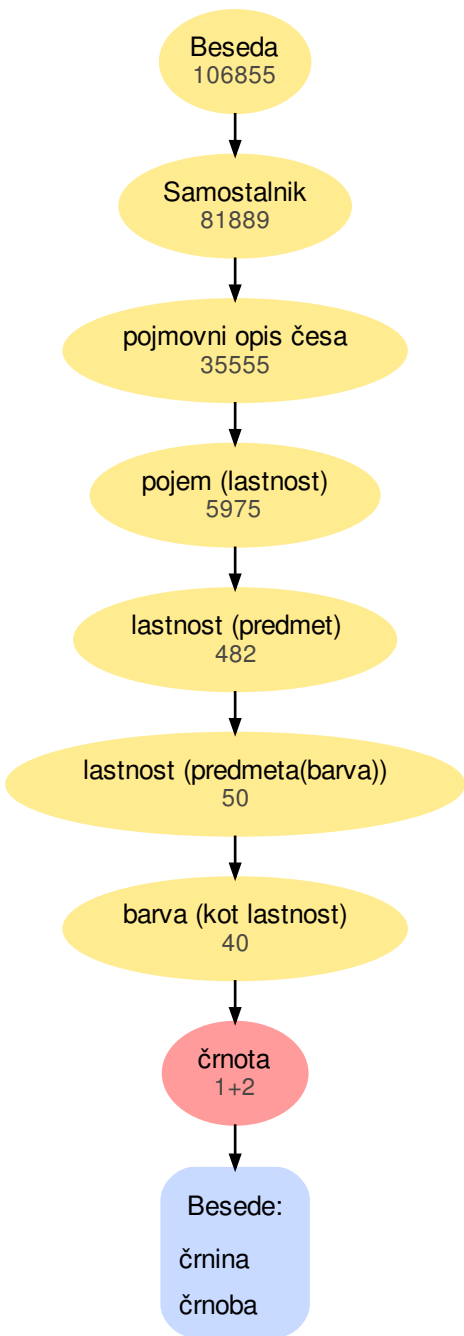 Beseda
106855
Samostalnik
81889
pojmovni opis česa
35555
pojem (lastnost)
5975
lastnost (predmet)
482
lastnost (predmeta(barva))
50
barva (kot lastnost)
40
črnota
1+2
Besede:
črnina
črnoba